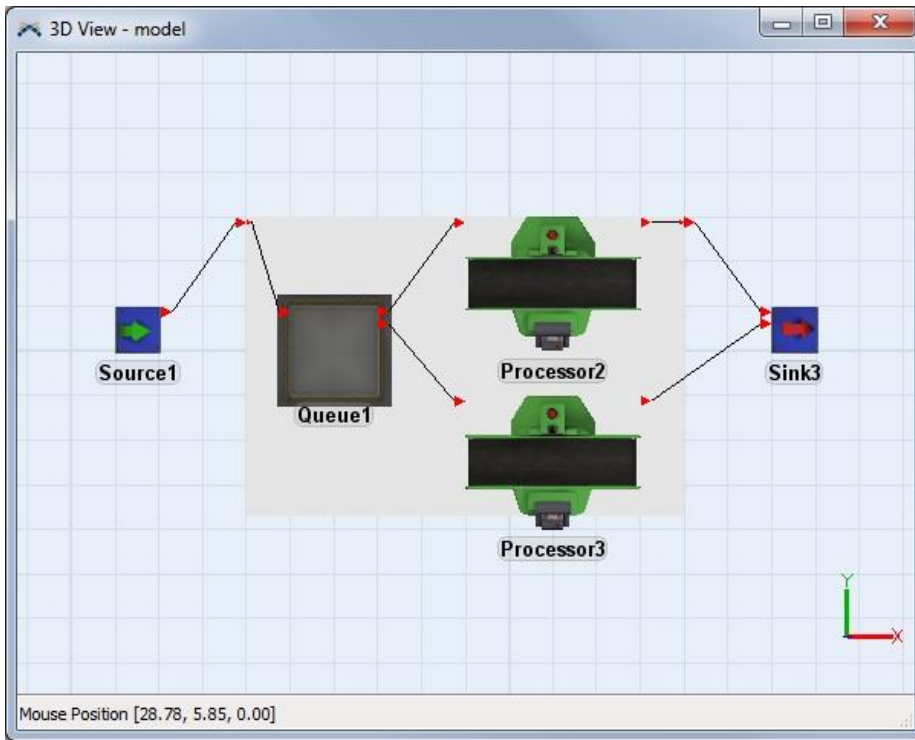 3D View - model
Processor2
Source1
Sink3
Queue1
Processor3
Y
X
Mouse Position [28.78, 5.85, 0.00]